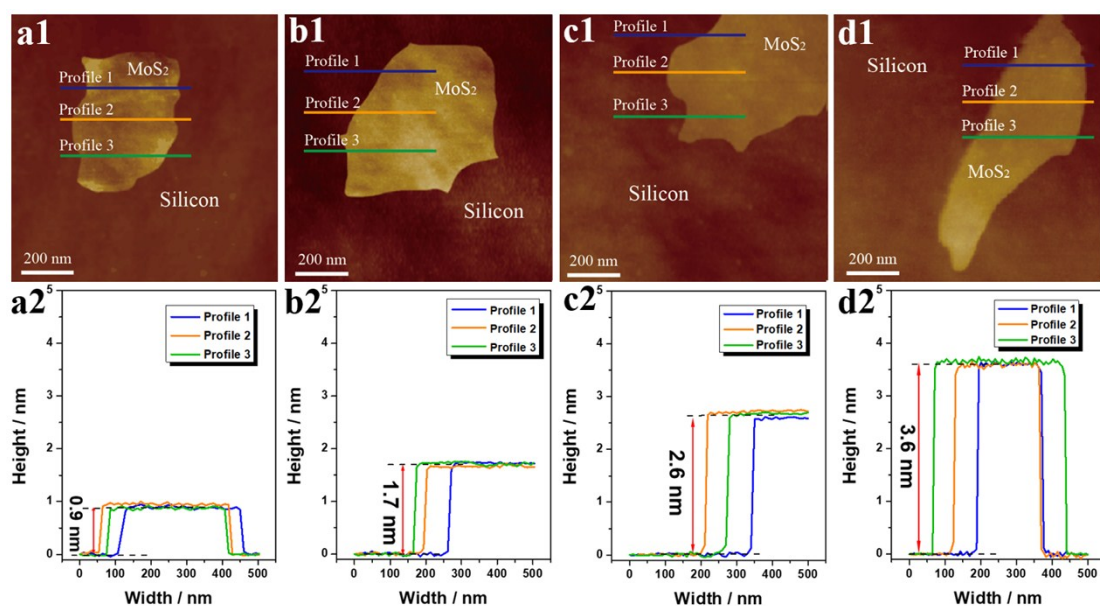 a1
Profile 1
MoS₂
Profile 2
Profile 3
Silicon
200 nm
b1
Profile 1
MoS₂
Profile 2
Profile 3
Silicon
200 nm
c1
Profile 1
MoS₂
Profile 2
Profile 3
Silicon
200 nm
d1
Profile 1
Silicon
Profile 2
Profile 3
MoS₂
200 nm
a2
Height / nm
5
4
3
2
1
0
Profile 1
Profile 2
Profile 3
0.9 nm
0 100 200 300 400 500
Width / nm
b2
Height / nm
5
4
3
2
1
0
Profile 1
Profile 2
Profile 3
1.7 nm
0 100 200 300 400 500
Width / nm
c2
Height / nm
5
4
3
2
1
0
Profile 1
Profile 2
Profile 3
2.6 nm
0 100 200 300 400 500
Width / nm
d2
Height / nm
5
4
3
2
1
0
Profile 1
Profile 2
Profile 3
3.6 nm
0 100 200 300 400 500
Width / nm